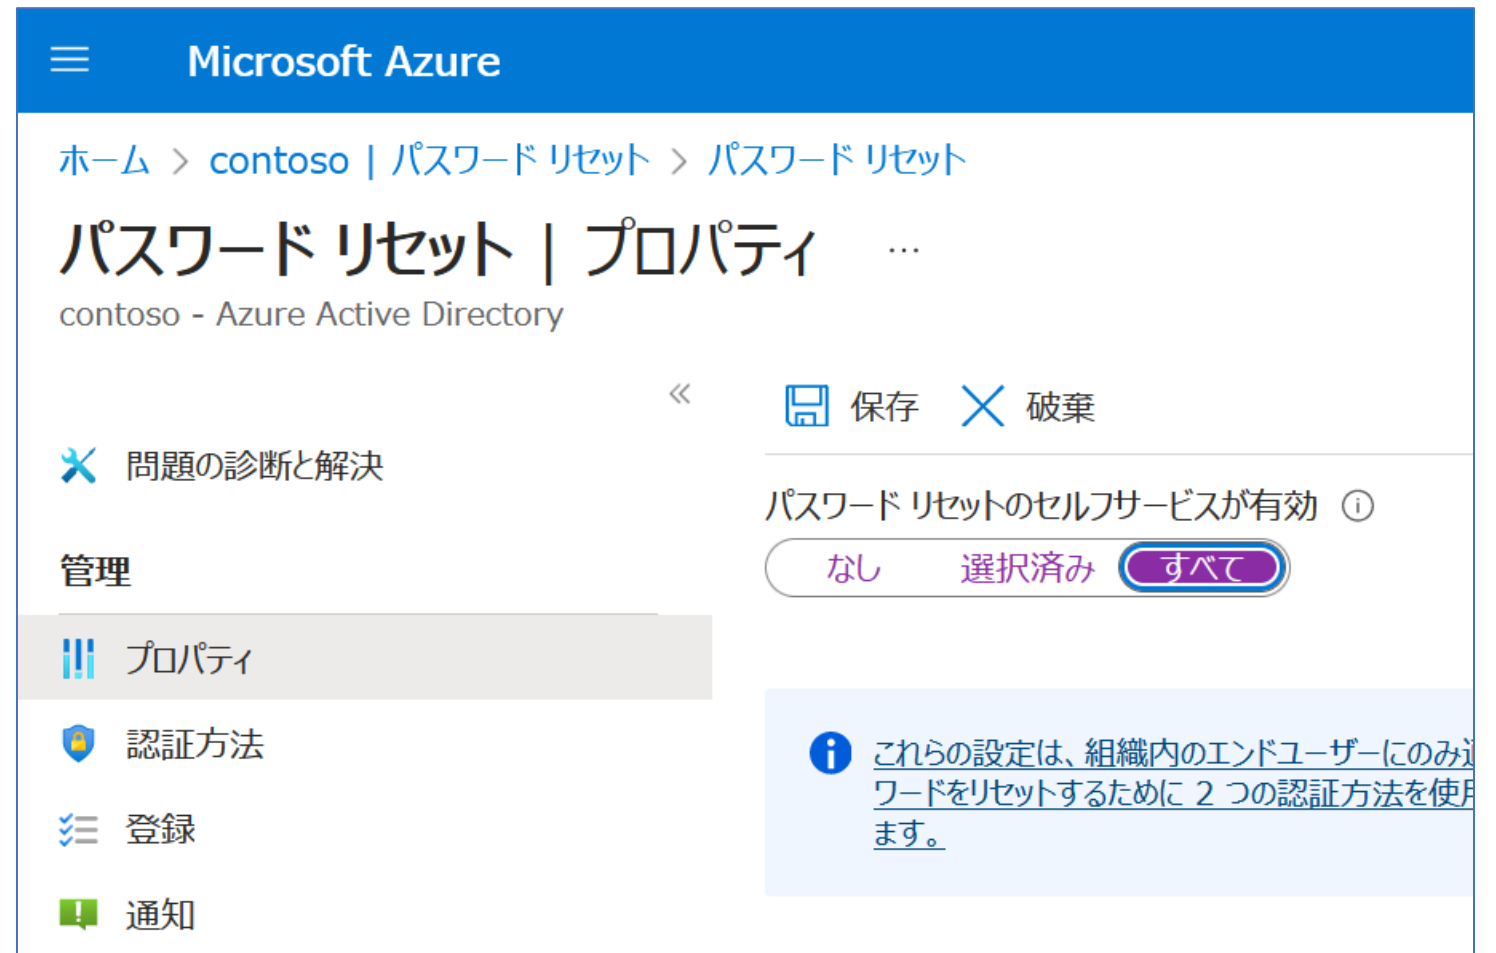 Microsoft Azure
ホーム > contoso | パスワード リセット > パスワード リセット
パスワード リセット | プロパティ ...
contoso - Azure Active Directory
«
保存 破棄
問題の診断と解決
パスワード リセットのセルフサービスが有効
なし 選択済み すべて
管理
プロパティ
認証方法
登録
通知
これらの設定は、組織内のエンドユーザーにのみ
ワードをリセットするために 2 つの認証方法を使
ます。